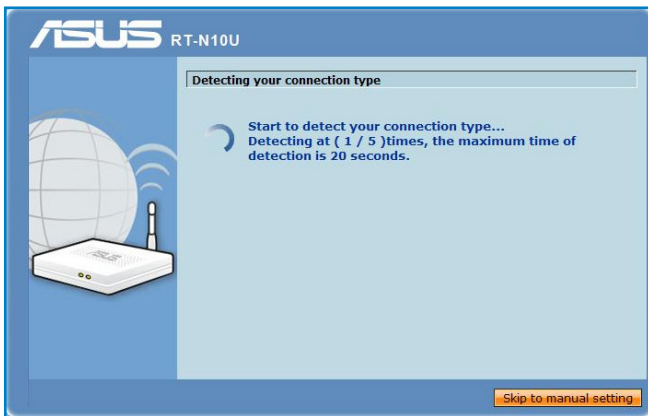 ASUS RT-N10U
Detecting your connection type
Start to detect your connection type...
Detecting at ( 1 / 5 )times, the maximum time of
detection is 20 seconds.
ASUS
Skip to manual setting